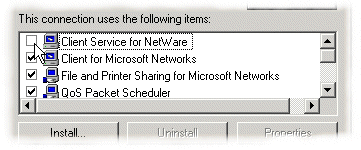 This connection uses the following items:
Client Service for NetWare
Client for Microsoft Networks
File and Printer Sharing for Microsoft Networks
QoS Packet Scheduler
Install... Uninstall Properties